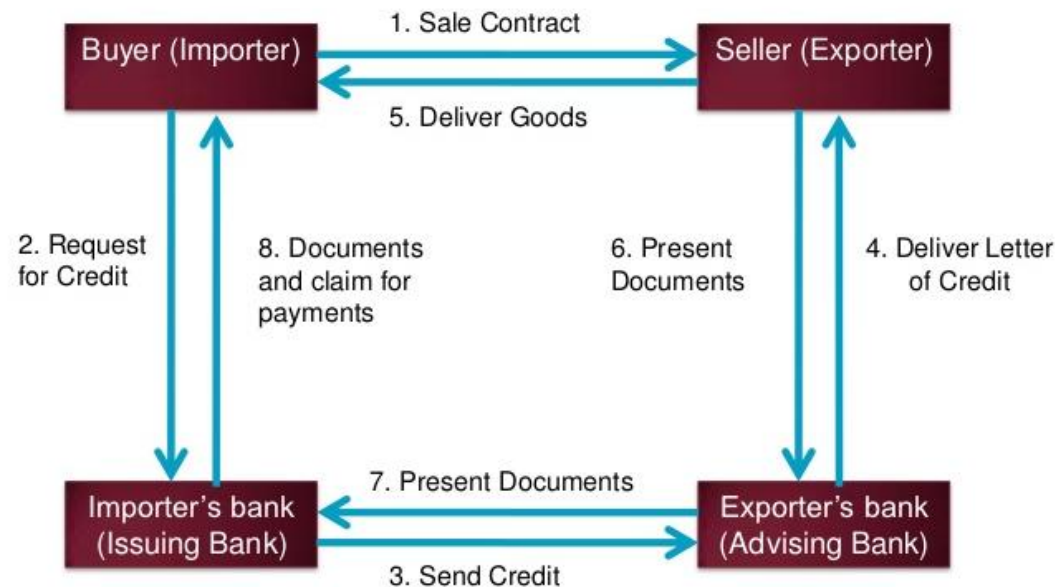 1. Sale Contract
Buyer (Importer)
Seller (Exporter)
5. Deliver Goods
2. Request
for Credit
8. Documents
and claim for
payments
6. Present
Documents
4. Deliver Letter
of Credit
7. Present Documents
Importer’s bank
(Issuing Bank)
Exporter’s bank
(Advising Bank)
3. Send Credit